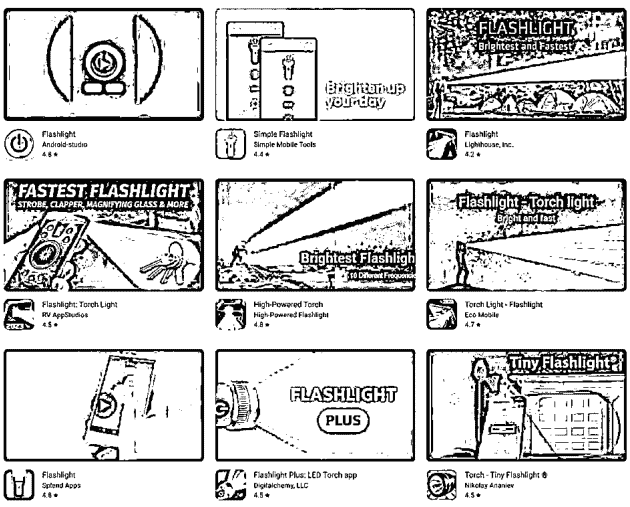 Flashlight
Android-studio
4.8 ★
Brighten up
your day
Simple Flashlight
Simple Mobile Tools
4.4 ★
FLASHLIGHT
Brightest and Fastest
Flashlight
Lighthouse, Inc.
4.2 ★
FASTEST FLASHLIGHT
STROBE, CLAPPER, MAGNIFYING GLASS & MORE
Flashlight: Torch Light
RV AppStudios
4.5 ★
Brightest Flashligh
10 Different Frequencie
High-Powered Torch
High-Powered Flashlight
4.8 ★
Flashlight - Torch light
Bright and fast
Torch Light - Flashlight
Eco Mobile
4.7 ★
Flashlight
Splend Apps
4.6 ★
FLASHLIGHT
PLUS
Flashlight Plus: LED Torch app
Digitalchemy, LLC
4.5 ★
Tiny Flashlight®
Torch - Tiny Flashlight ®
Nikolay Ananiev
4.5 ★